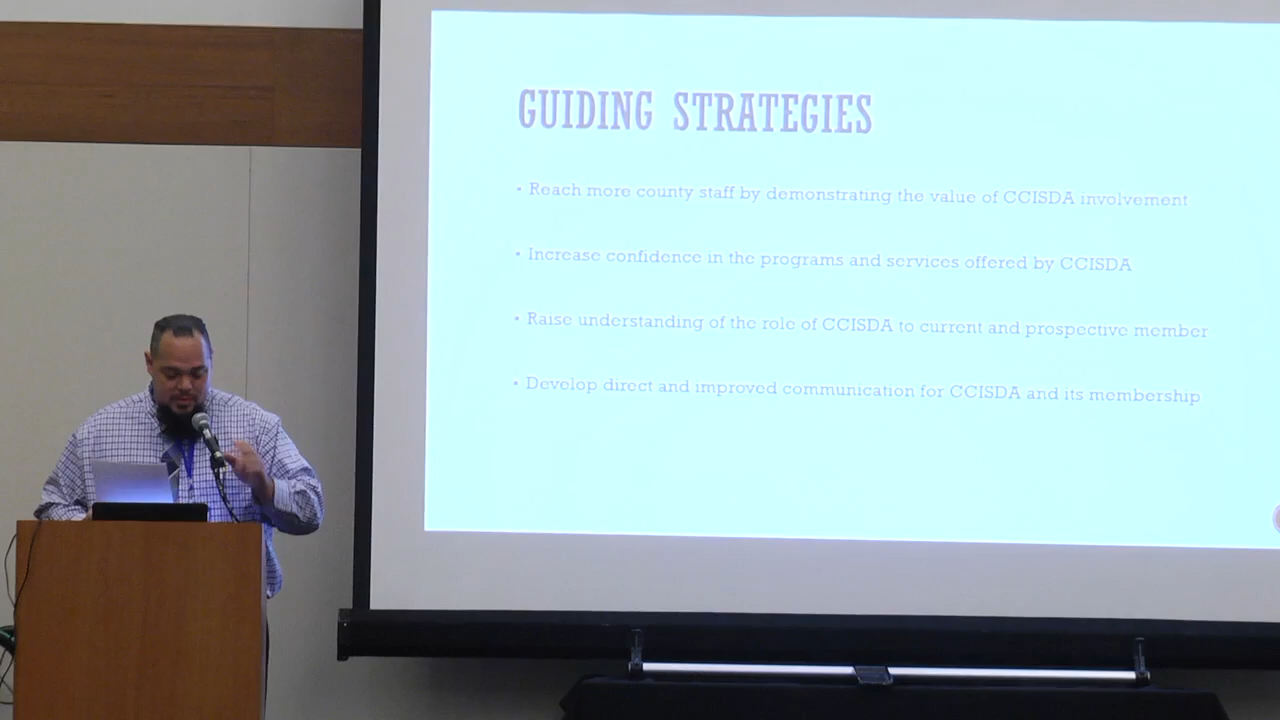 GUIDING STRATEGIES
• Reach more county staff by demonstrating the value of CCISDA involvement
• Increase confidence in the programs and services offered by CCISDA
• Raise understanding of the role of CCISDA to current and prospective member
• Develop direct and improved communication for CCISDA and its membership